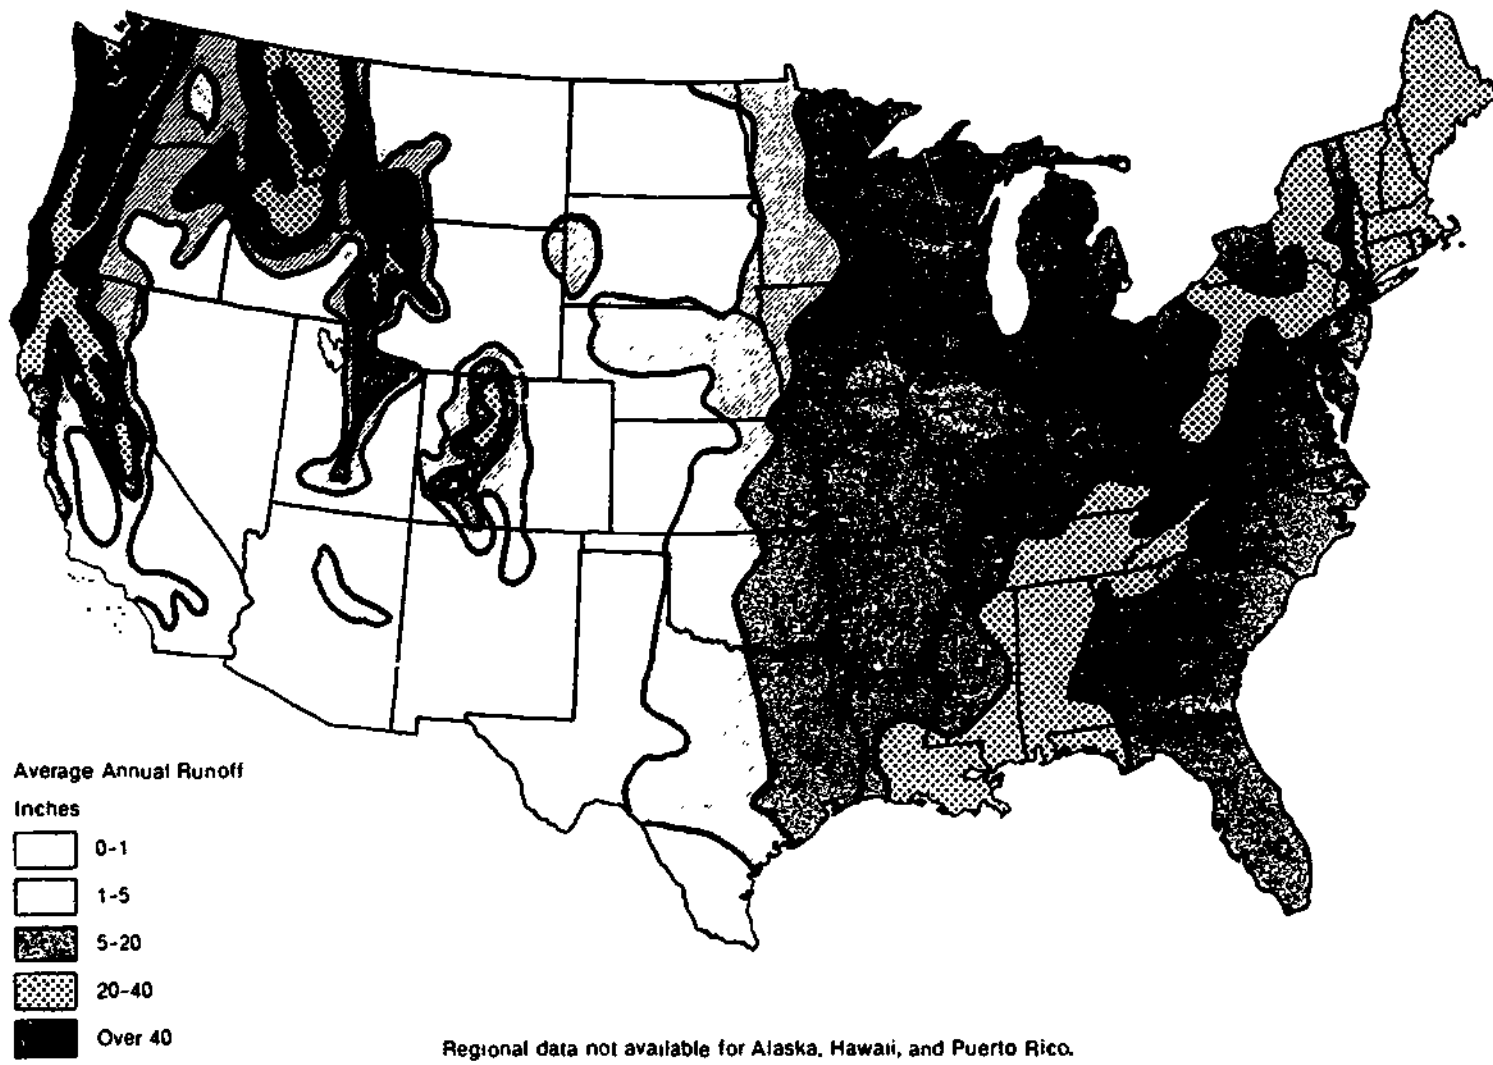 Average Annual Runoff
Inches
0-1
1-5
5-20
20-40
Over 40
Regional data not available for Alaska, Hawaii, and Puerto Rico.